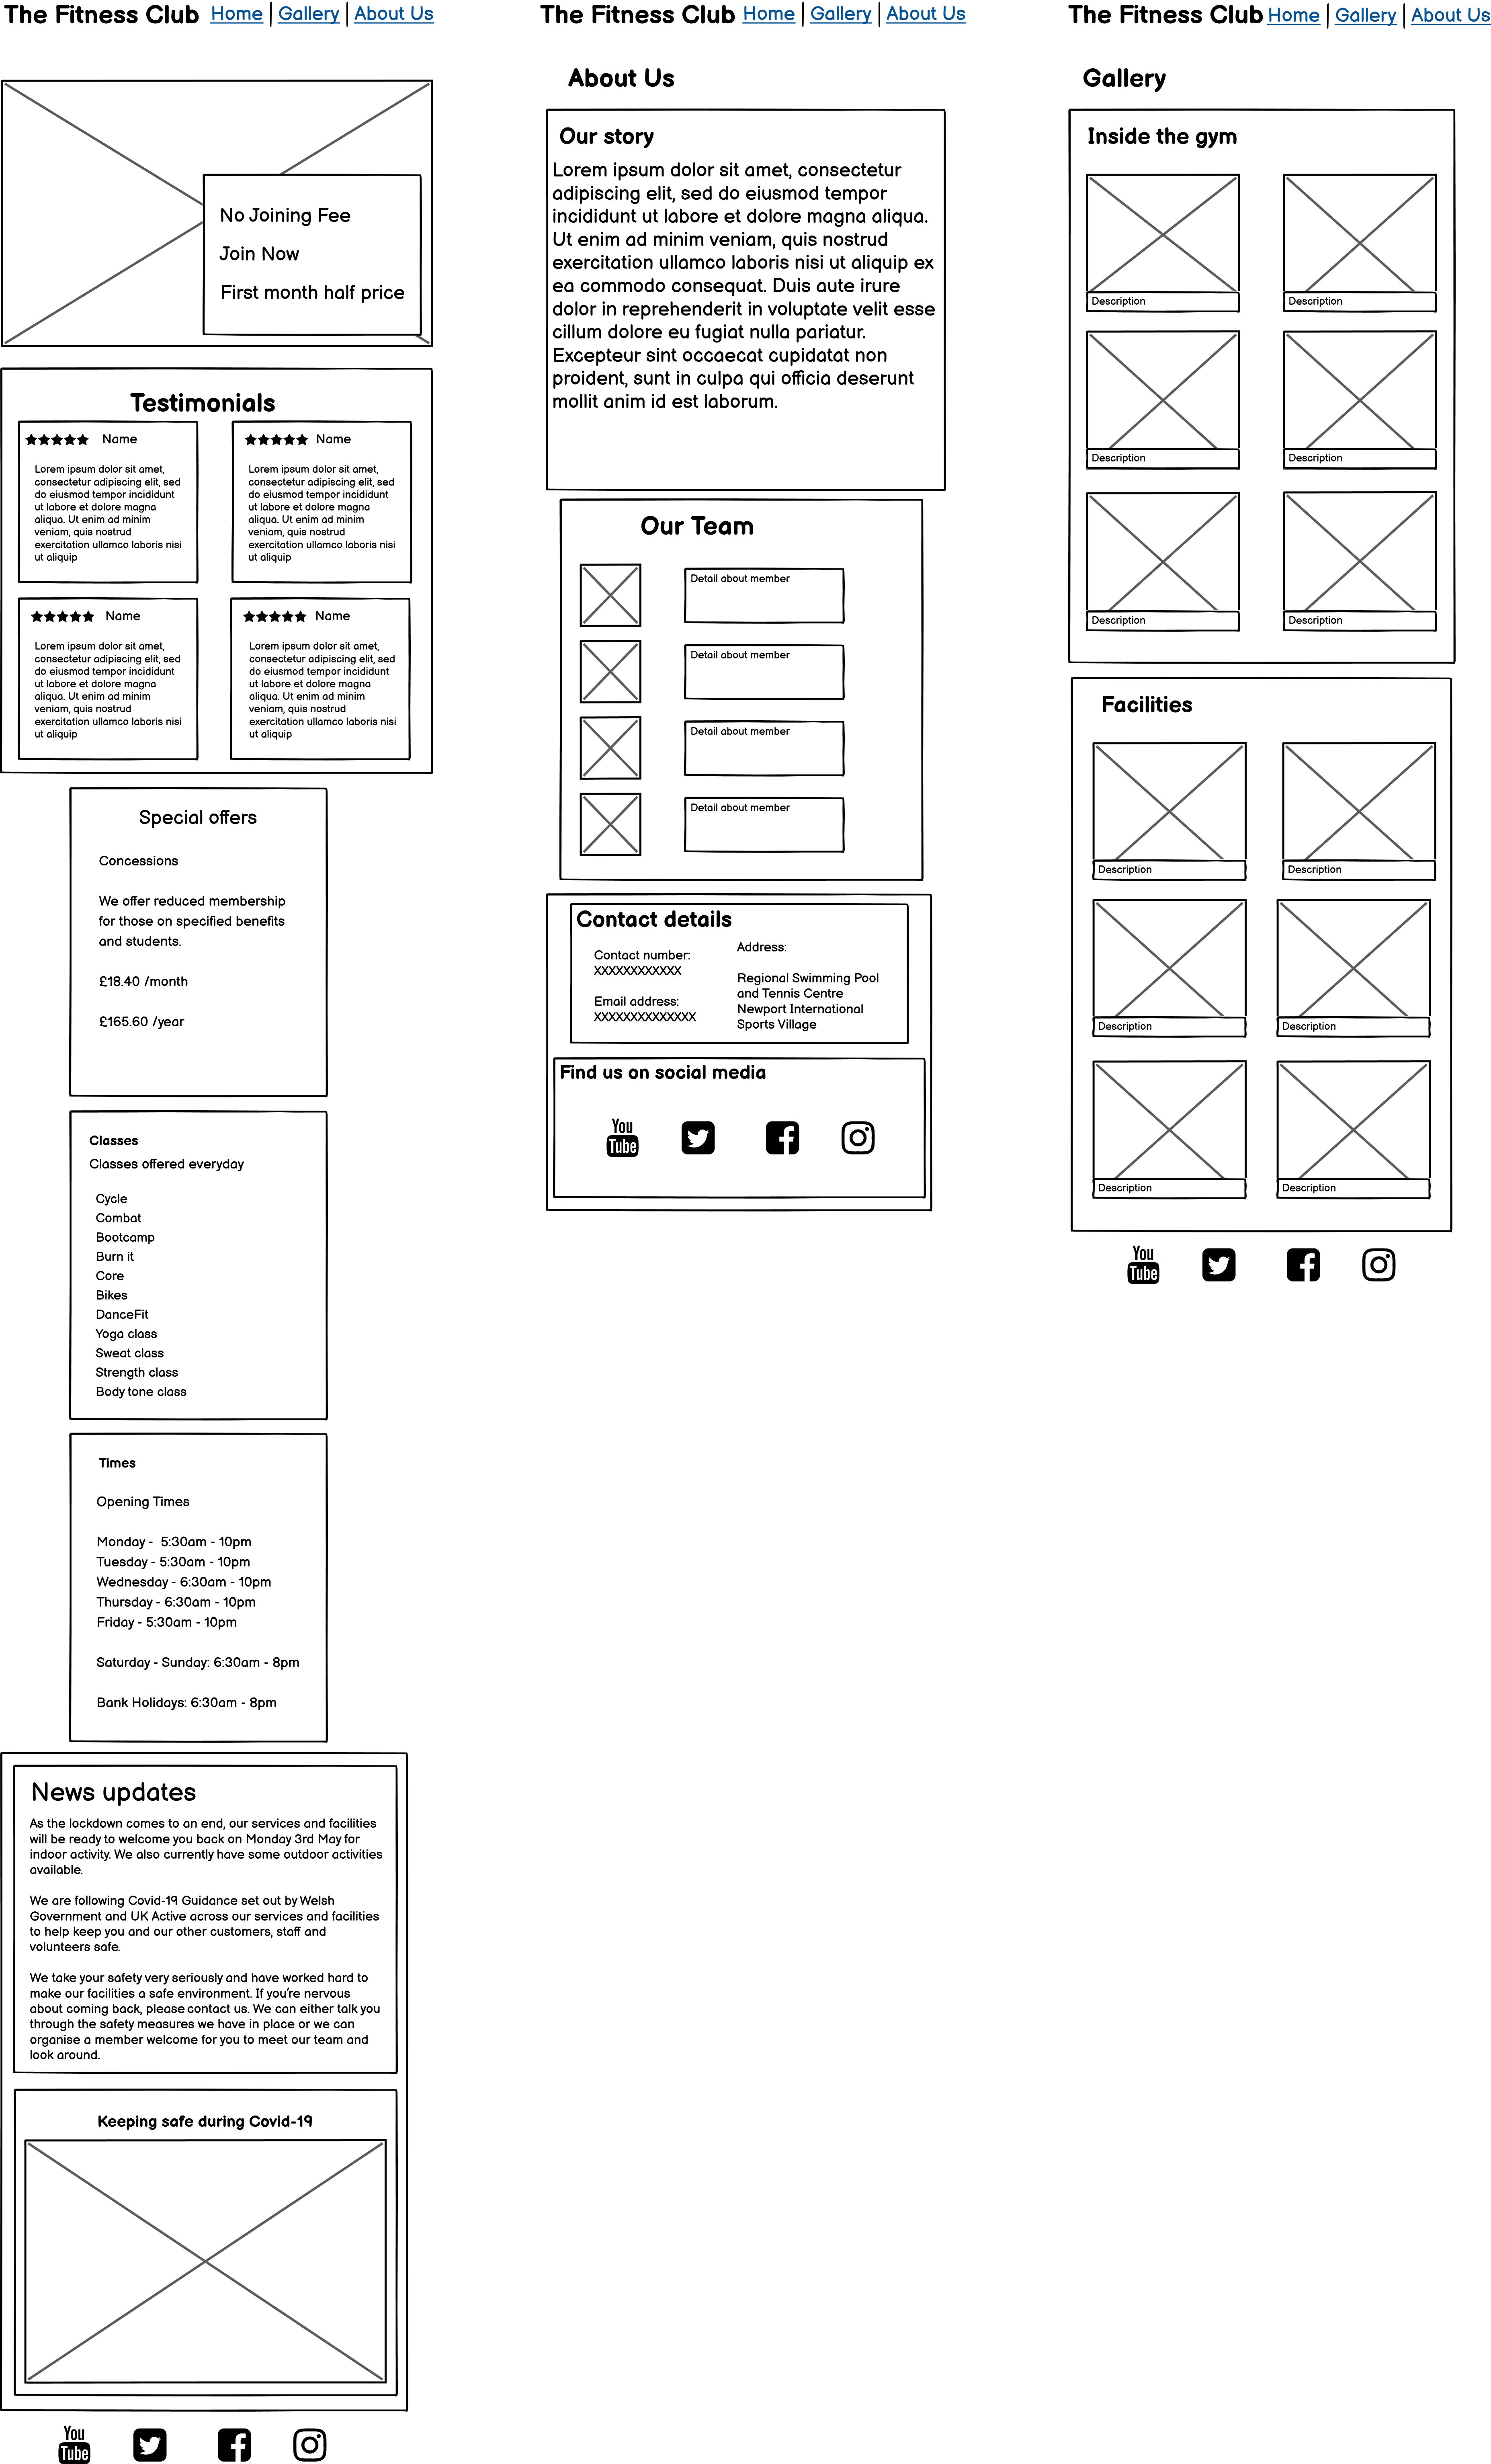 The Fitness Club Home Gallery About Us
No Joining Fee
Join Now
First month half price
Testimonials
Name
Lorem ipsum dolor sit amet,
consectetur adipiscing elit, sed
do eiusmod tempor incididunt
ut labore et dolore magna
aliqua. Ut enim ad minim
veniam, quis nostrud
exercitation ullamco laboris nisi
ut aliquip
Name
Lorem ipsum dolor sit amet,
consectetur adipiscing elit, sed
do eiusmod tempor incididunt
ut labore et dolore magna
aliqua. Ut enim ad minim
veniam, quis nostrud
exercitation ullamco laboris nisi
ut aliquip
Name
Lorem ipsum dolor sit amet,
consectetur adipiscing elit, sed
do eiusmod tempor incididunt
ut labore et dolore magna
aliqua. Ut enim ad minim
veniam, quis nostrud
exercitation ullamco laboris nisi
ut aliquip
Name
Lorem ipsum dolor sit amet,
consectetur adipiscing elit, sed
do eiusmod tempor incididunt
ut labore et dolore magna
aliqua. Ut enim ad minim
veniam, quis nostrud
exercitation ullamco laboris nisi
ut aliquip
Special offers
Concessions
We offer reduced membership
for those on specified benefits
and students.
£18.40 /month
£165.60 /year
Classes
Classes offered everyday
Cycle
Combat
Bootcamp
Burn it
Core
Bikes
DanceFit
Yoga class
Sweat class
Strength class
Body tone class
Times
Opening Times
Monday - 5:30am - 10pm
Tuesday - 5:30am - 10pm
Wednesday - 6:30am - 10pm
Thursday - 6:30am - 10pm
Friday - 5:30am - 10pm
Saturday - Sunday: 6:30am - 8pm
Bank Holidays: 6:30am - 8pm
News updates
As the lockdown comes to an end, our services and facilities
will be ready to welcome you back on Monday 3rd May for
indoor activity. We also currently have some outdoor activities
available.
We are following Covid-19 Guidance set out by Welsh
Government and UK Active across our services and facilities
to help keep you and our other customers, staff and
volunteers safe.
We take your safety very seriously and have worked hard to
make our facilities a safe environment. If you're nervous
about coming back, please contact us. We can either talk you
through the safety measures we have in place or we can
organise a member welcome for you to meet our team and
look around.
Keeping safe during Covid-19
You
Tube
The Fitness Club Home Gallery About Us
About Us
Our story
Lorem ipsum dolor sit amet, consectetur
adipiscing elit, sed do eiusmod tempor
incididunt ut labore et dolore magna aliqua.
Ut enim ad minim veniam, quis nostrud
exercitation ullamco laboris nisi ut aliquip ex
ea commodo consequat. Duis aute irure
dolor in reprehenderit in voluptate velit esse
cillum dolore eu fugiat nulla pariatur.
Excepteur sint occaecat cupidatat non
proident, sunt in culpa qui officia deserunt
mollit anim id est laborum.
Our Team
Detail about member
Detail about member
Detail about member
Detail about member
Contact details
Contact number:
XXXXXXXXXXXX
Email address:
XXXXXXXXXXXXXX
Address:
Regional Swimming Pool
and Tennis Centre
Newport International
Sports Village
Find us on social media
You
Tube
The Fitness Club Home Gallery About Us
Gallery
Inside the gym
Description
Description
Description
Description
Description
Description
Facilities
Description
Description
Description
Description
Description
Description
You
Tube